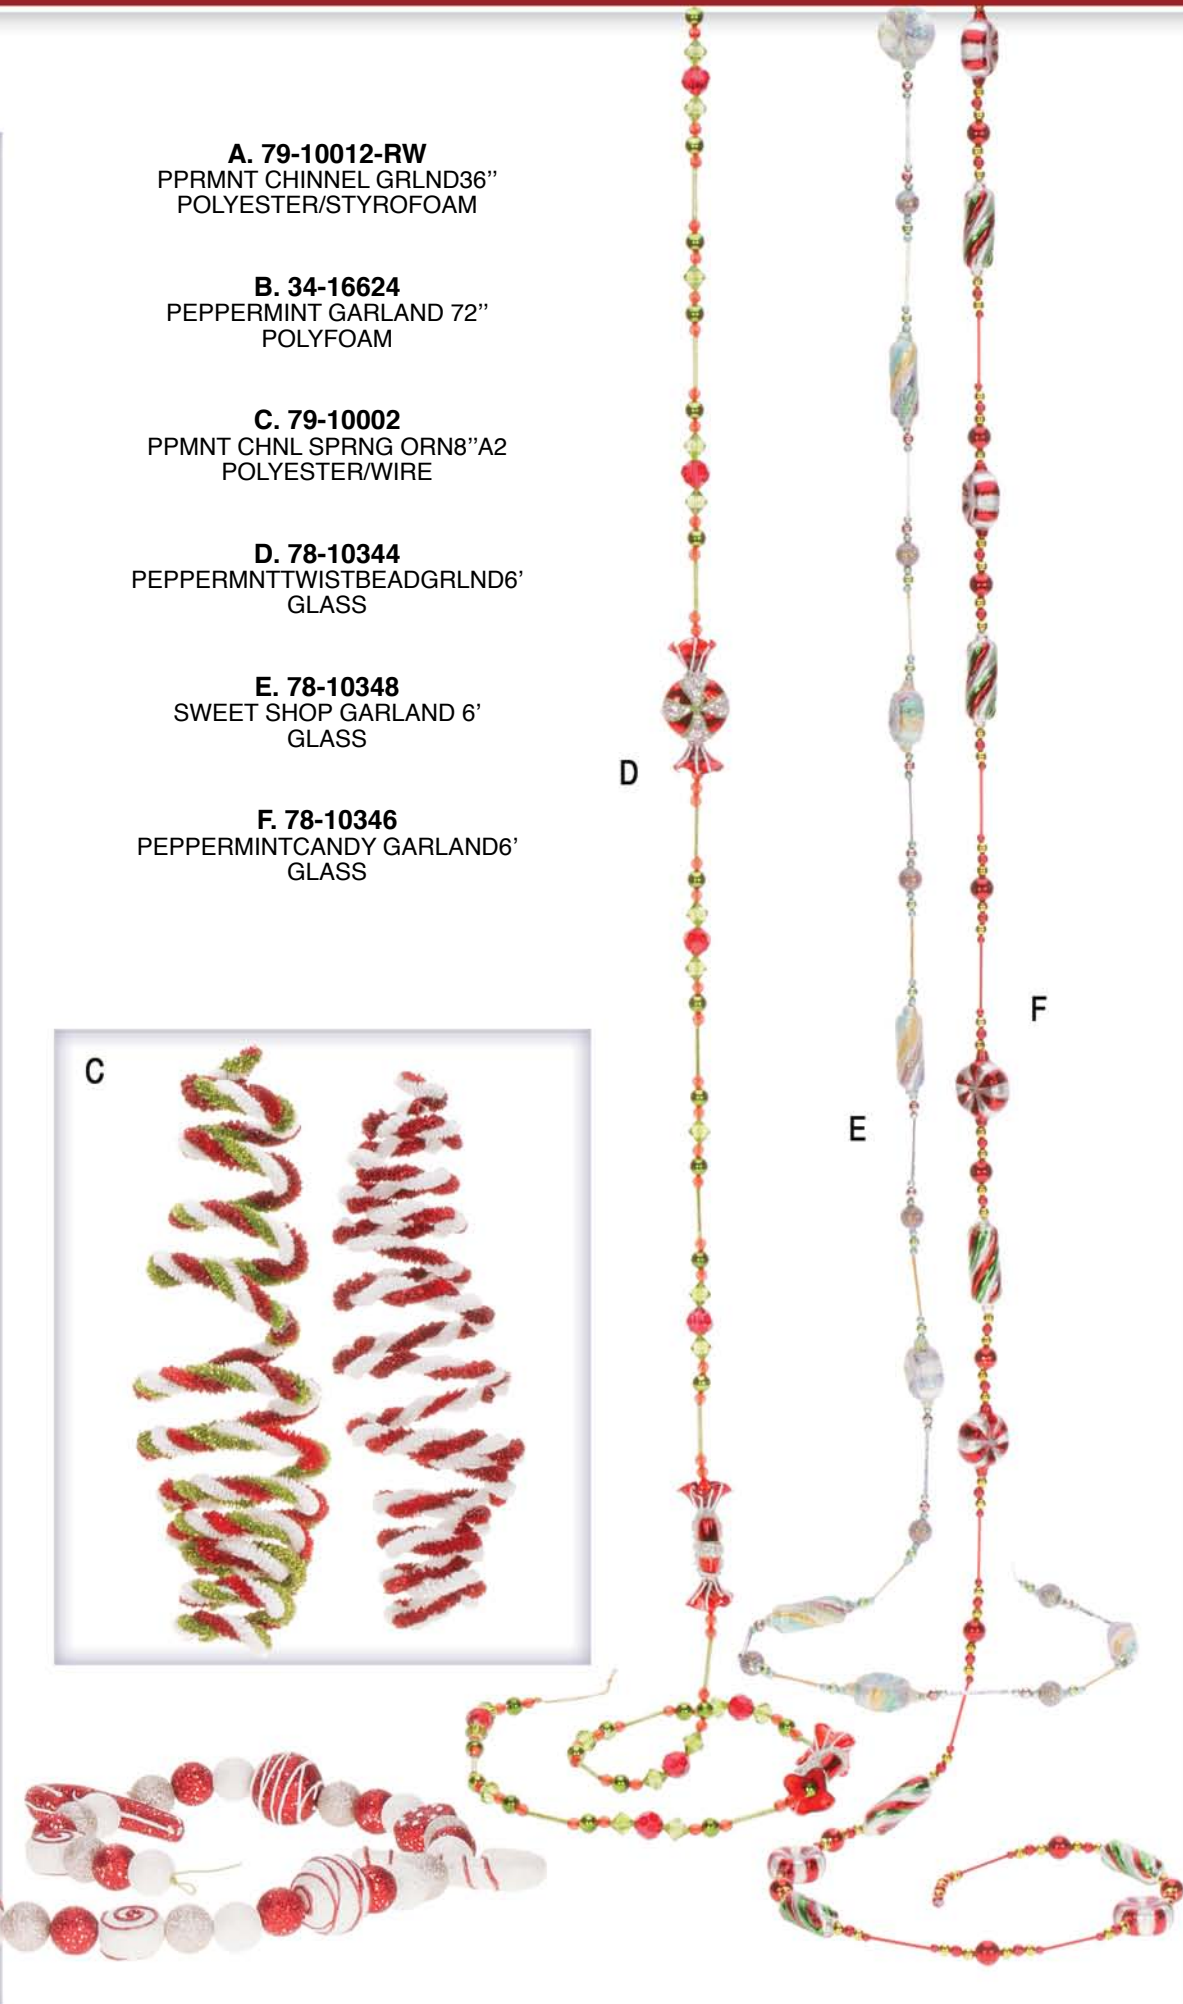 A. 79-10012-RW
PPRMNT CHINNEL GRLND36’’
POLYESTER/STYROFOAM
B. 34-16624
PEPPERMINT GARLAND 72’’
POLYFOAM
C. 79-10002
PPMNT CHNL SPRNG ORN8’’A2
POLYESTER/WIRE
D. 78-10344
PEPPERMNTTWISTBEADGRLND6’
GLASS
E. 78-10348
SWEET SHOP GARLAND 6’
GLASS
F. 78-10346
PEPPERMINTCANDY GARLAND6’
GLASS
D
F
C
E